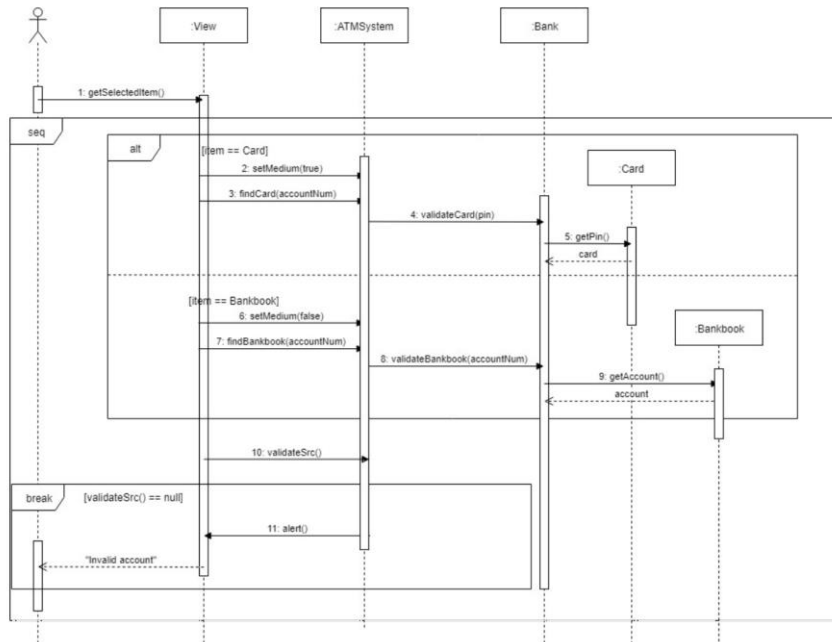 :View
:ATMSystem
:Bank
1: getSelectedItem()
seq
alt
[item == Card]
2: setMedium(true)
:Card
3: findCard(accountNum)
4: validateCard(pin)
5: getPin()
card
[item == Bankbook]
6: setMedium(false)
:Bankbook
7: findBankbook(accountNum)
8: validateBankbook(accountNum)
9: getAccount()
account
10: validateSrc()
break
[validateSrc() == null]
11: alert()
"Invalid account"